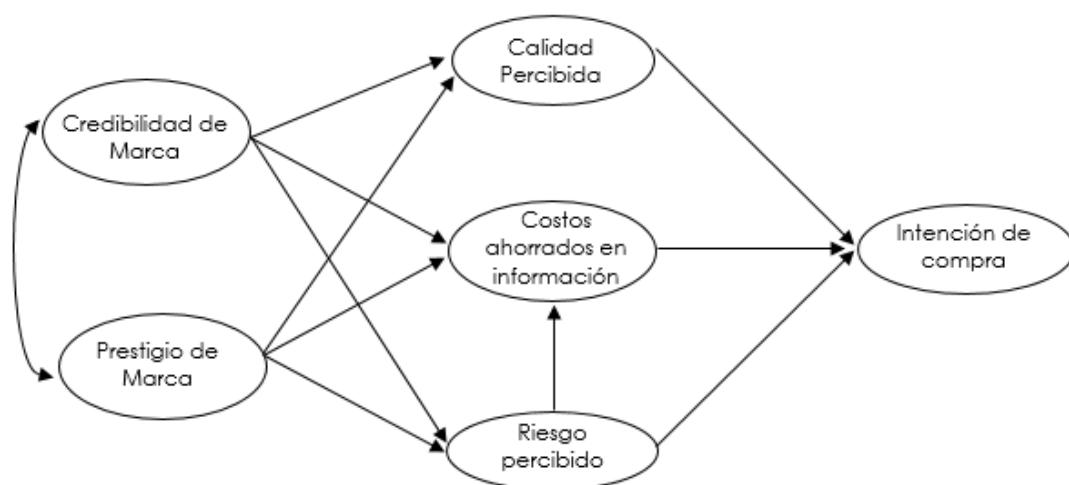 Calidad
Percibida
Credibilidad de
Marca
Costos
ahorrados en
información
Intención de
compra
Prestigio de
Marca
Riesgo
percibido